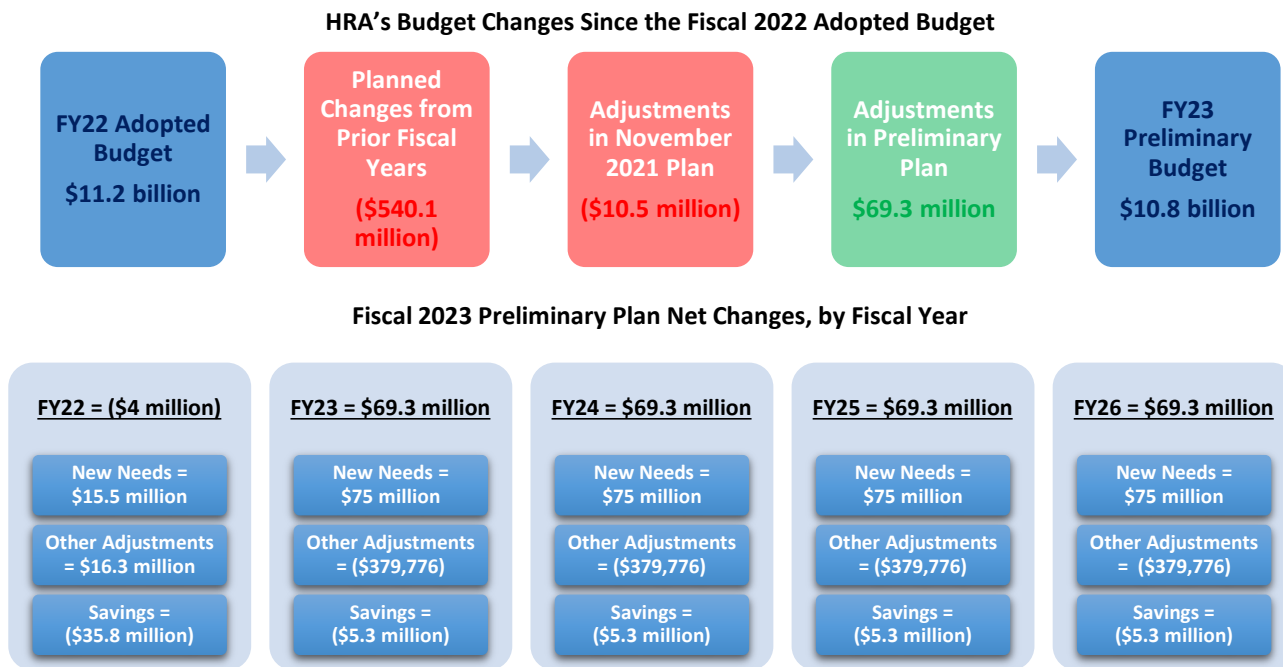 HRA's Budget Changes Since the Fiscal 2022 Adopted Budget
FY22 Adopted
Budget
$11.2 billion
Planned
Changes from
Prior Fiscal
Years
($540.1
million)
Adjustments
in November
2021 Plan
($10.5 million)
Adjustments
in Preliminary
Plan
$69.3 million
FY23
Preliminary
Budget
$10.8 billion
Fiscal 2023 Preliminary Plan Net Changes, by Fiscal Year
FY22 = ($4 million)
New Needs =
$15.5 million
Other Adjustments
= $16.3 million
Savings =
($35.8 million)
FY23 = $69.3 million
New Needs =
$75 million
Other Adjustments
= ($379,776)
Savings =
($5.3 million)
FY24 = $69.3 million
New Needs =
$75 million
Other Adjustments
= ($379,776)
Savings =
($5.3 million)
FY25 = $69.3 million
New Needs =
$75 million
Other Adjustments
= ($379,776)
Savings =
($5.3 million)
FY26 = $69.3 million
New Needs =
$75 million
Other Adjustments
= ($379,776)
Savings =
($5.3 million)